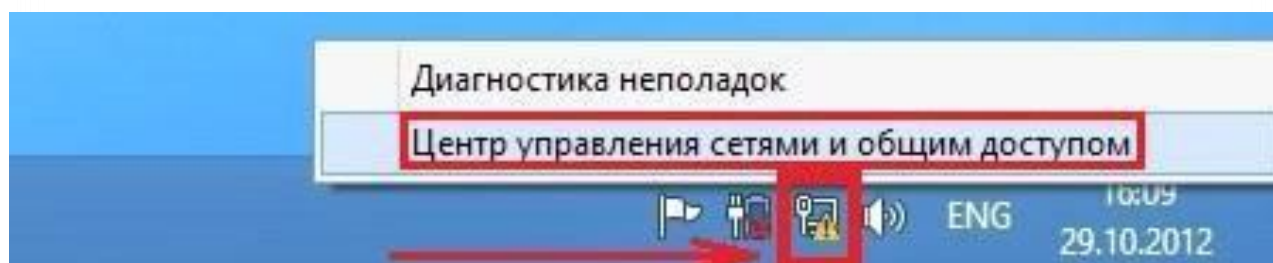 Диагностика неполадок
Центр управления сетями и общим доступом
ENG
16:09
29.10.2012